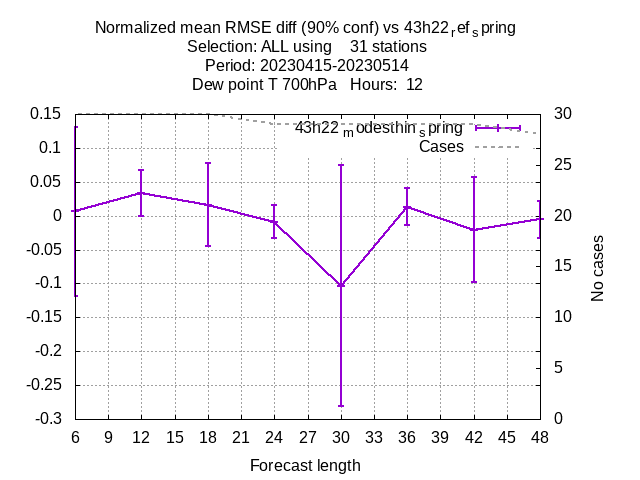 Normalized mean RMSE diff (90% conf) vs 43h22refspring
Selection: ALL using 31 stations
Period: 20230415-20230514
Dew point T 700hPa Hours: 12
43h22modesthinspring
Cases
0.15
0.1
0.05
0
-0.05
-0.1
-0.15
-0.2
-0.25
-0.3
30
25
20
15
10
5
0
No cases
6 9 12 15 18 21 24 27 30 33 36 39 42 45 48
Forecast length